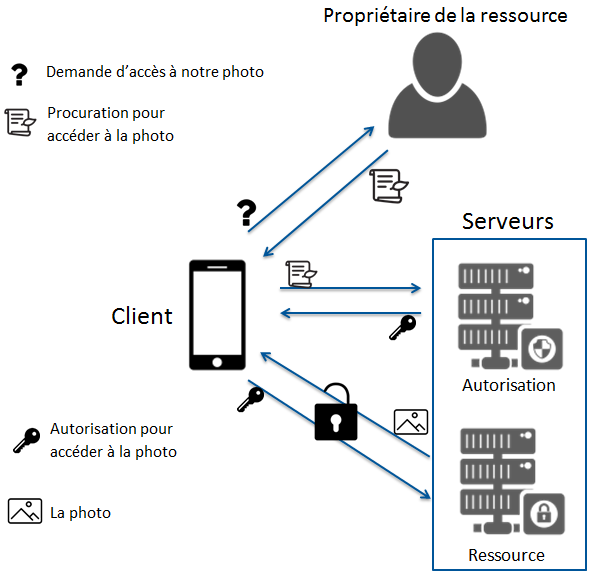 Propriétaire de la ressource
Demande d'accès à notre photo
Procuration pour
accéder à la photo
?
Serveurs
Client
Autorisation
Autorisation pour
accéder à la photo
La photo
Ressource